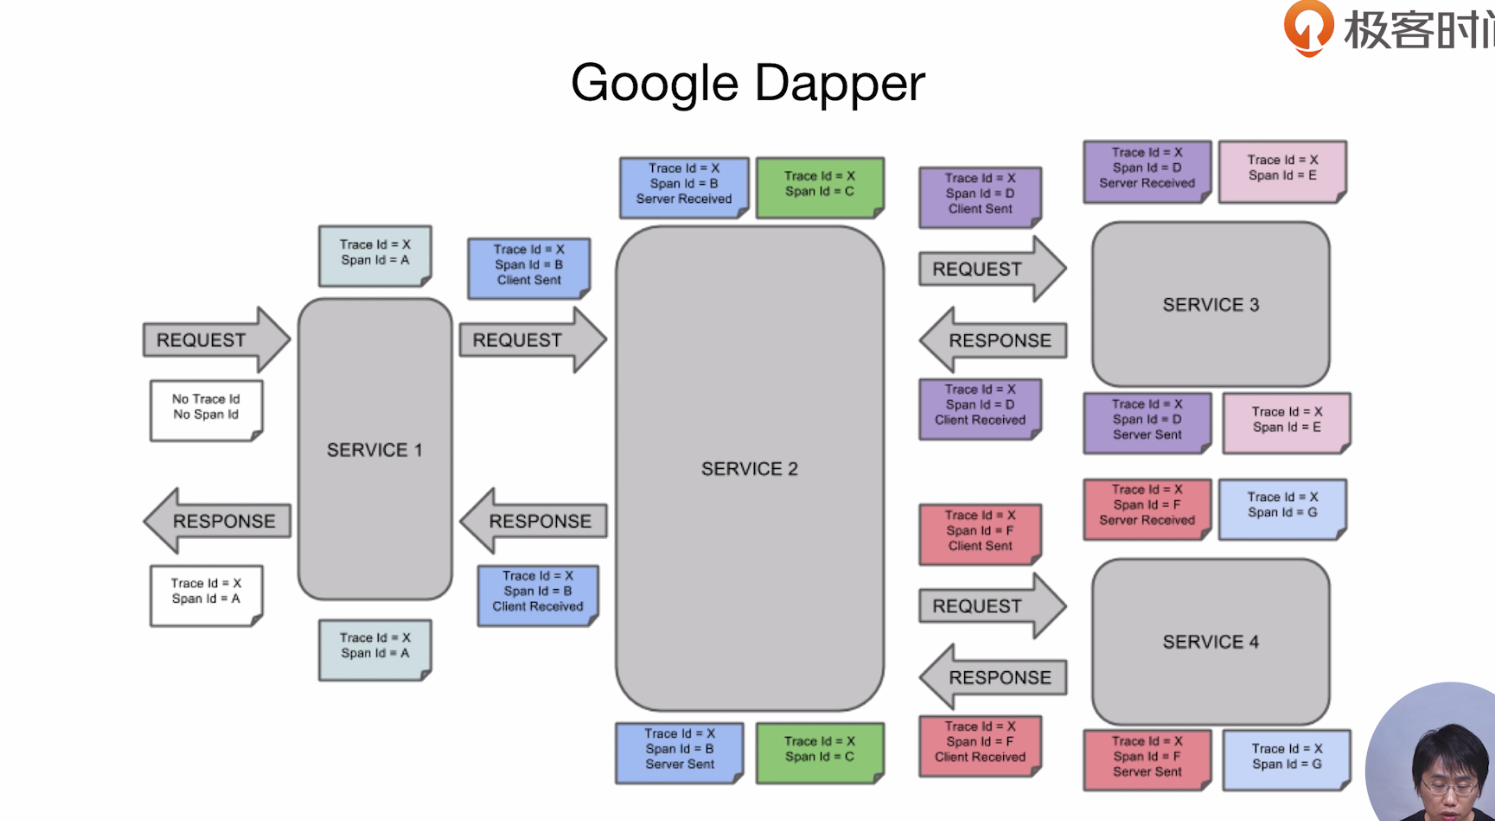 极客时间
Google Dapper
Trace Id = X
Span Id = B
Server Received
Trace Id = X
Span Id = C
Trace Id = X
Span Id = D
Client Sent
Trace Id = X
Span Id = D
Server Received
Trace Id = X
Span Id = E
Trace Id = X
Span Id = A
Trace Id = X
Span Id = B
Client Sent
REQUEST
SERVICE 3
REQUEST
REQUEST
RESPONSE
No Trace Id
No Span Id
Trace Id = X
Span Id = D
Client Received
Trace Id = X
Span Id = D
Server Sent
Trace Id = X
Span Id = E
SERVICE 1
SERVICE 2
Trace Id = X
Span Id = F
Client Sent
Trace Id = X
Span Id = F
Server Received
Trace Id = X
Span Id = G
RESPONSE
RESPONSE
Trace Id = X
Span Id = A
Trace Id = X
Span Id = B
Client Received
REQUEST
SERVICE 4
Trace Id = X
Span Id = A
RESPONSE
Trace Id = X
Span Id = B
Server Sent
Trace Id = X
Span Id = C
Trace Id = X
Span Id = F
Client Received
Trace Id = X
Span Id = F
Server Sent
Trace Id = X
Span Id = G